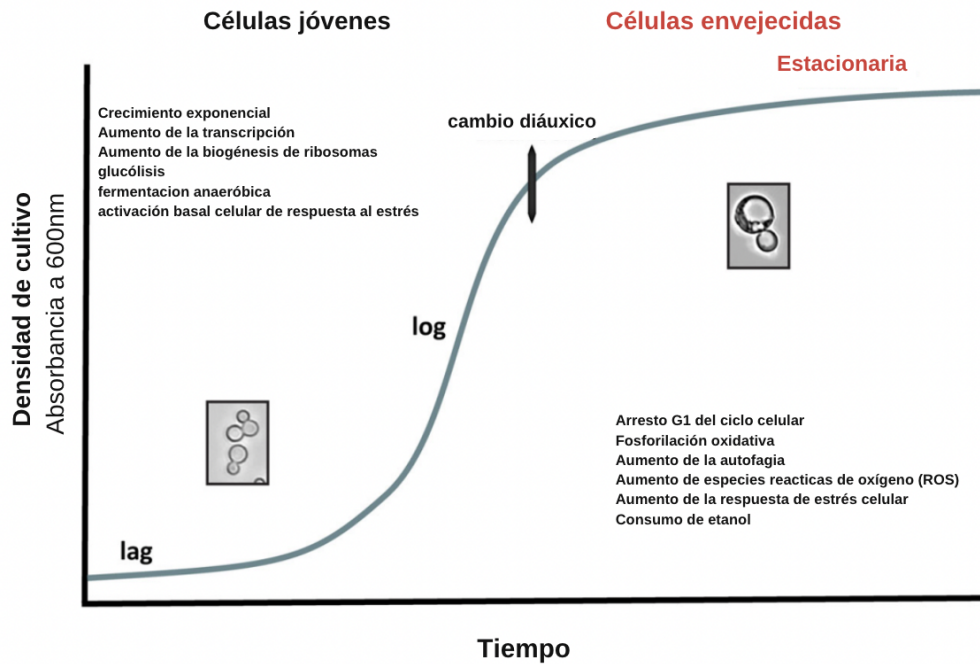 Células jóvenes
Células envejecidas
Estacionaria
Crecimiento exponencial
Aumento de la transcripción
Aumento de la biogénesis de ribosomas
glucólisis
fermentacion anaeróbica
activación basal celular de respuesta al estrés
cambio diáuxico
Densidad de cultivo
Absorbancia a 600nm
log
lag
Arresto G1 del ciclo celular
Fosforilación oxidativa
Aumento de la autofagia
Aumento de especies reacticas de oxígeno (ROS)
Aumento de la respuesta de estrés celular
Consumo de etanol
Tiempo